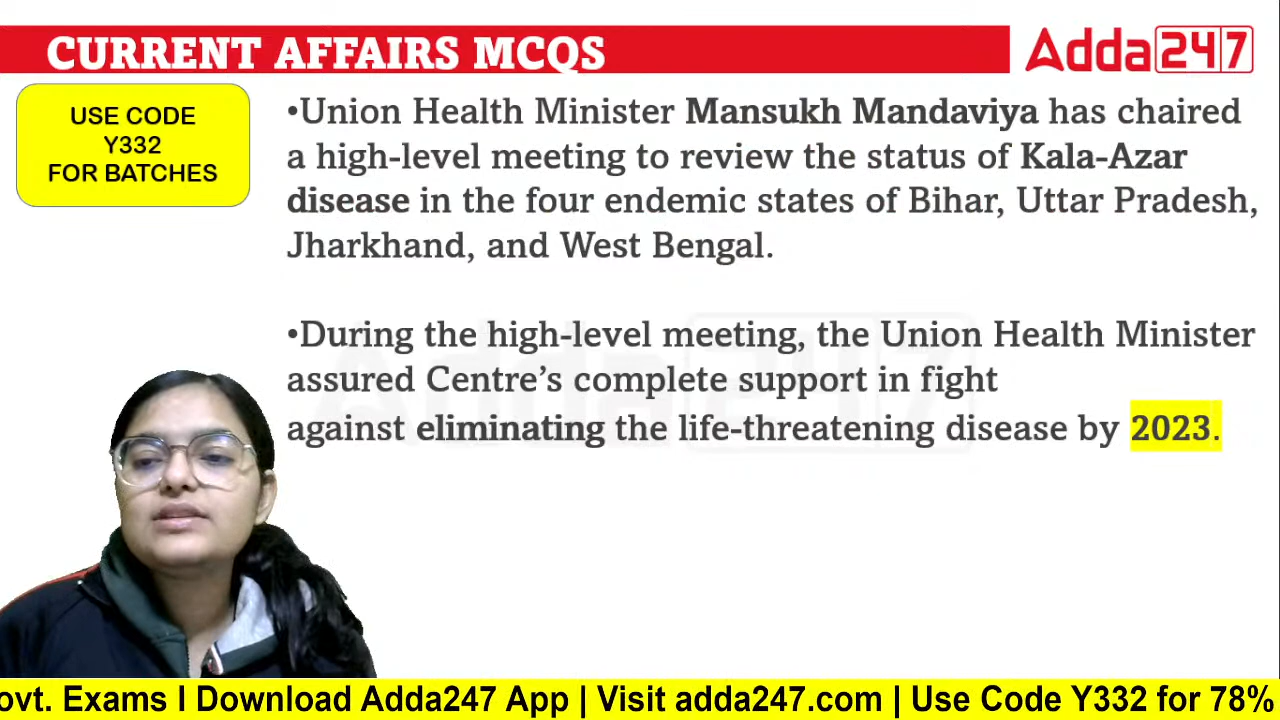 CURRENT AFFAIRS MCQS
Adda247
USE CODE
Y332
FOR BATCHES
•Union Health Minister Mansukh Mandaviya has chaired
a high-level meeting to review the status of Kala-Azar
disease in the four endemic states of Bihar, Uttar Pradesh,
Jharkhand, and West Bengal.
•During the high-level meeting, the Union Health Minister
assured Centre’s complete support in fight
against eliminating the life-threatening disease by 2023.
ovt. Exams I Download Adda247 App | Visit adda247.com | Use Code Y332 for 78%